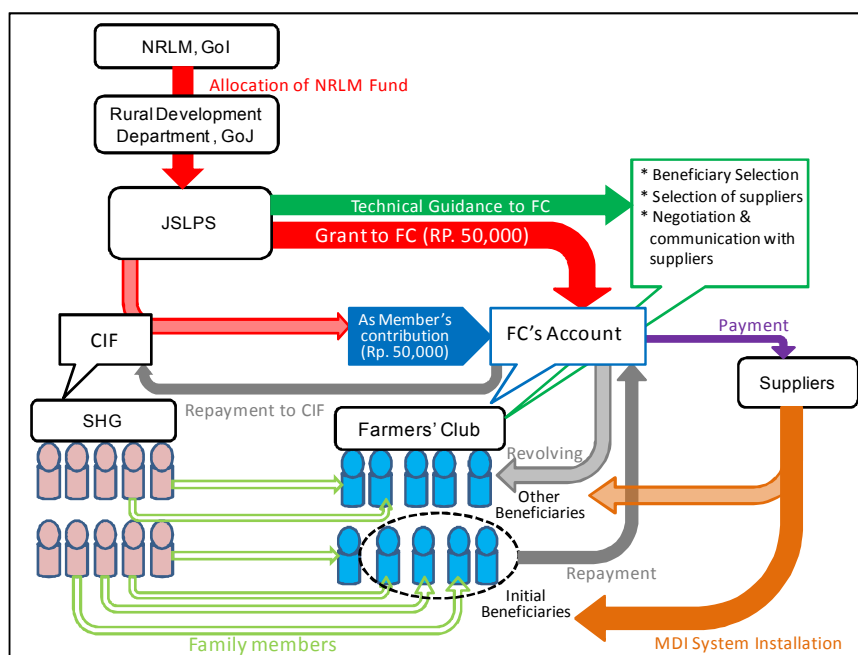 NRLM, GoI
Allocation of NRLM Fund
Rural Development
Department , GoJ
JSLPS
Technical Guidance to FC
Grant to FC (RP. 50,000)
* Beneficiary Selection
* Selection of suppliers
* Negotiation &
communication with
suppliers
CIF
As Member's
contribution
(Rp. 50,000)
FC's Account
Payment
Suppliers
Repayment to CIF
SHG
Farmers' Club
Revolving
Other
Beneficiaries
Repayment
Initial
Beneficiaries
Family members
MDI System Installation